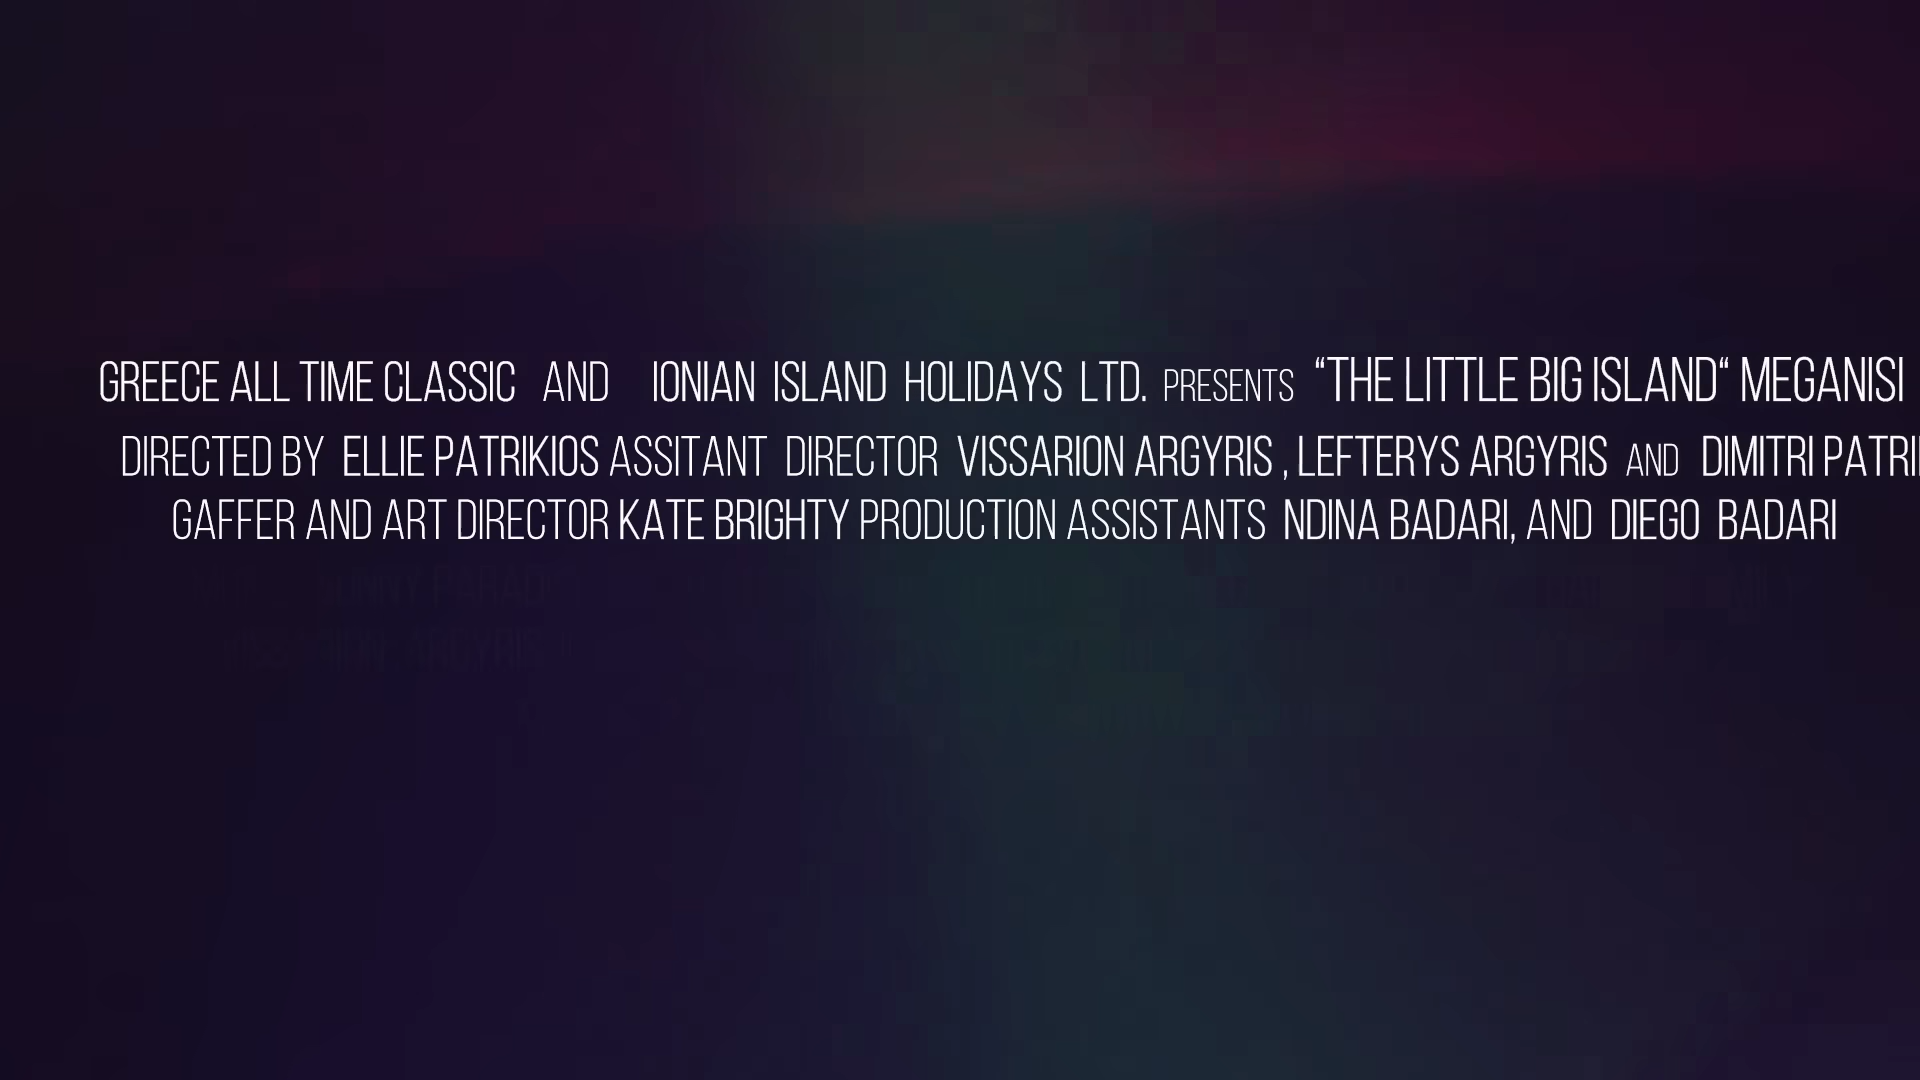 GREECE ALL TIME CLASSIC AND IONIAN ISLAND HOLIDAYS LTD. PRESENTS “THE LITTLE BIG ISLAND“ MEGANISI
DIRECTED BY ELLIE PATRIKIOS ASSITANT DIRECTOR VISSARION ARGYRIS , LEFTERYS ARGYRIS AND DIMITRI
GAFFER AND ART DIRECTOR KATE BRIGHTY PRODUCTION ASSISTANTS NDINA BADARI, AND DIEGO BADARI